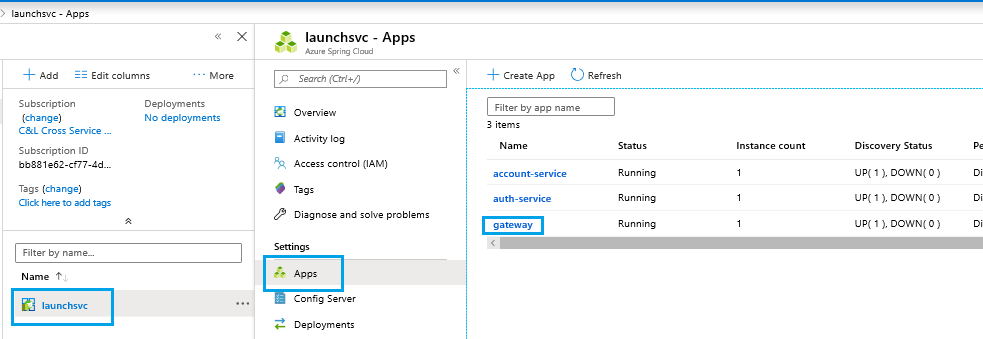 launchsvc - Apps
Add Edit columns ··· More
Subscription Deployments
(change) No deployments
C&L Cross Service ...
Subscription ID
bb881e62-cf77-4d...
Tags (change)
Click here to add tags
Filter by name...
Name
launchsvc
launchsvc - Apps
Azure Spring Cloud
Search (Ctrl+/)
Overview
Activity log
Access control (IAM)
Tags
Diagnose and solve problems
Settings
Apps
Config Server
Deployments
Create App Refresh
Filter by app name
3 items
Name Status Instance count Discovery Status Pe
account-service Running 1 UP( 1 ), DOWN( 0 ) Di
auth-service Running 1 UP( 1 ), DOWN( 0 ) Di
gateway Running 1 UP( 1 ), DOWN( 0 ) Di